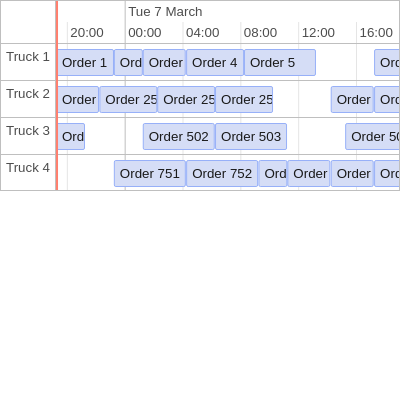 Tue 7 March
20:00 00:00 04:00 08:00 12:00 16:00
Truck 1 Order 1 Ord Order Order 4 Order 5 Ord
Truck 2 Order Order 25 Order 25 Order 25 Order Ord
Truck 3 Ord Order 502 Order 503 Order 50
Truck 4 Order 751 Order 752 Ord Order Order Ord